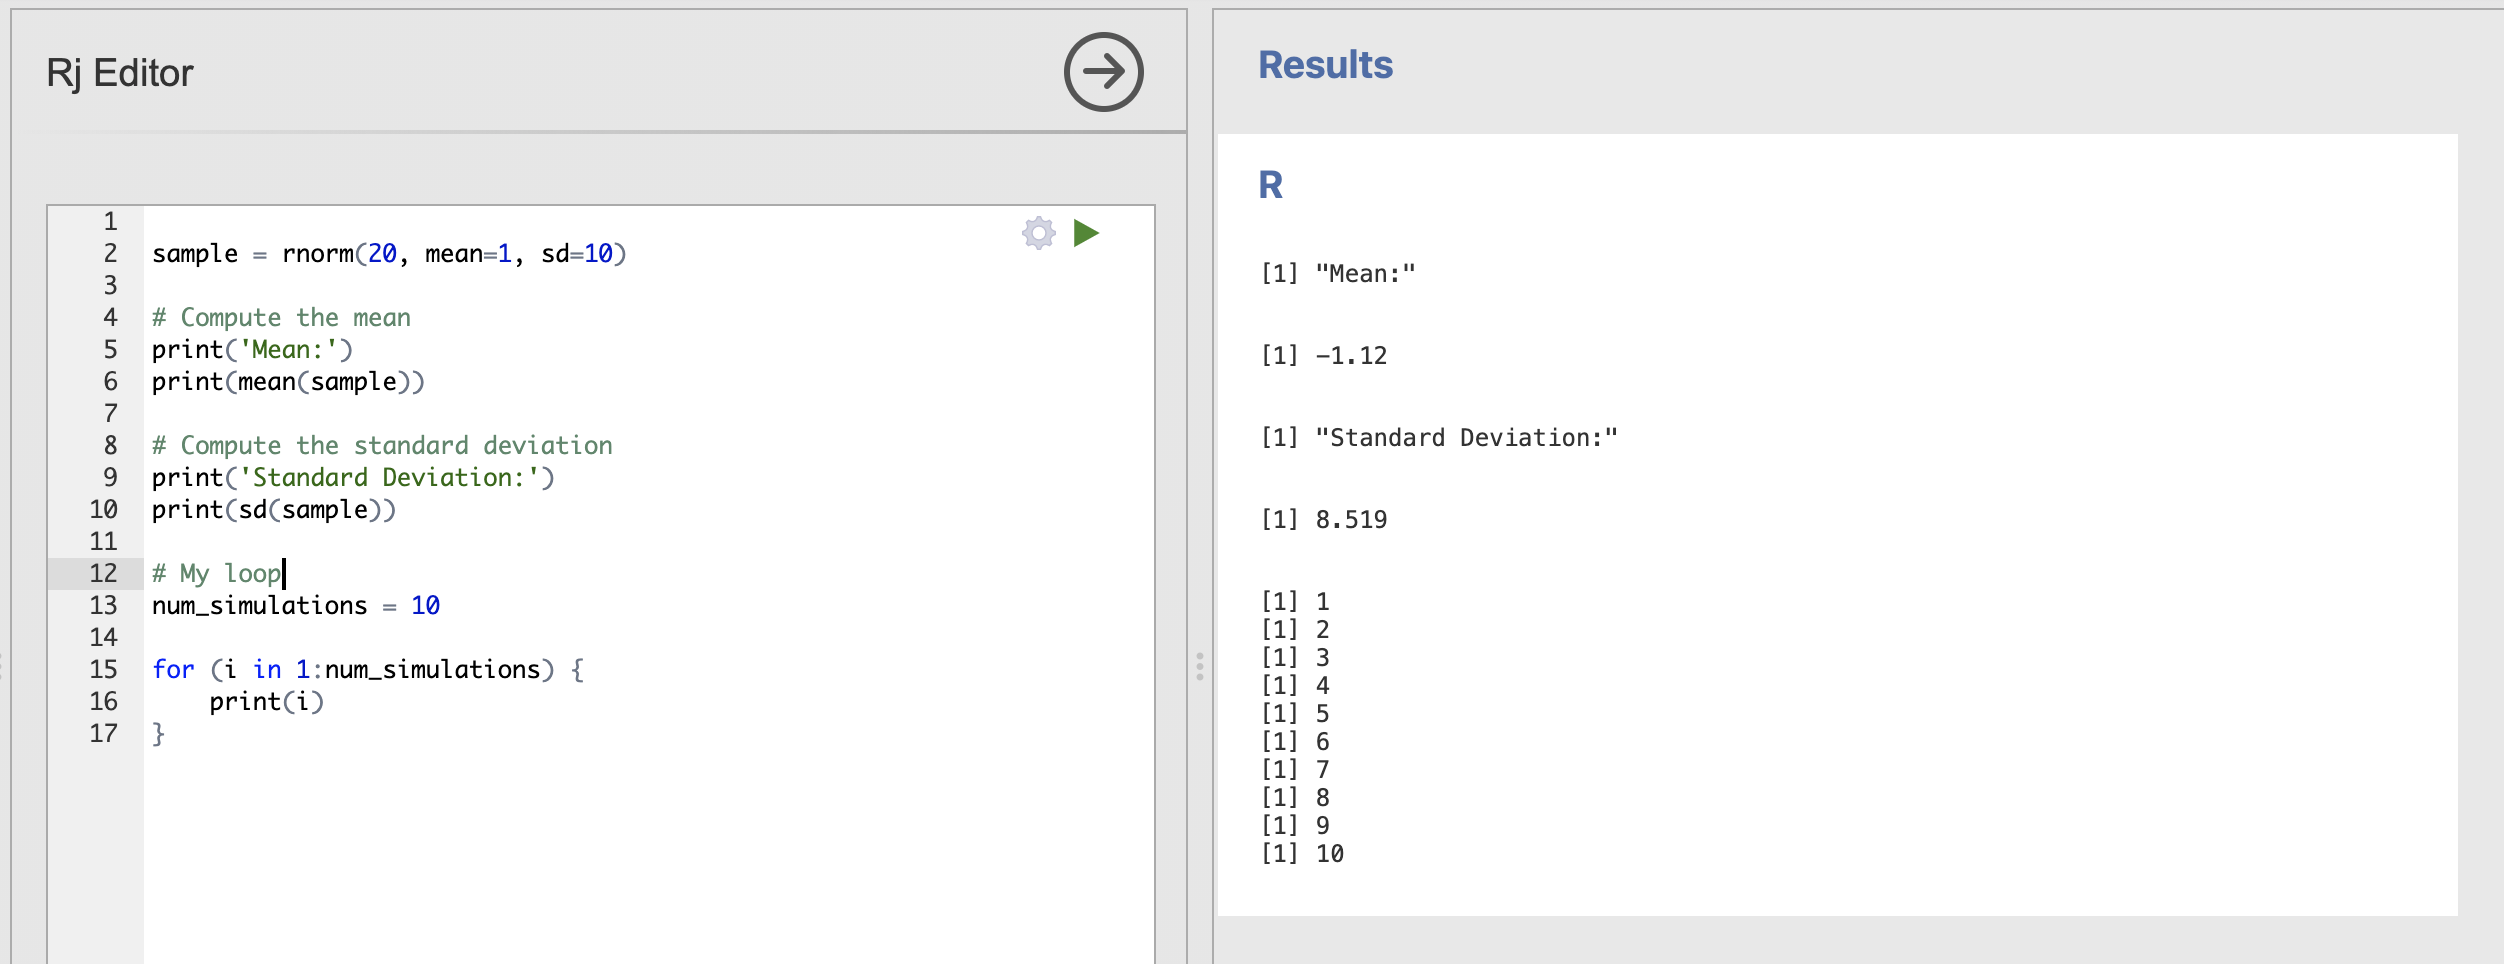 Rj Editor
1
2 sample = rnorm(20, mean=1, sd=10)
3
4 # Compute the mean
5 print('Mean:')
6 print(mean(sample))
7
8 # Compute the standard deviation
9 print('Standard Deviation:')
10 print(sd(sample))
11
12 # My loop
13 num_simulations = 10
14
15 for (i in 1:num_simulations) {
16     print(i)
17 }
Results
R
[1] "Mean:"
[1] -1.12
[1] "Standard Deviation:"
[1] 8.519
[1] 1
[1] 2
[1] 3
[1] 4
[1] 5
[1] 6
[1] 7
[1] 8
[1] 9
[1] 10